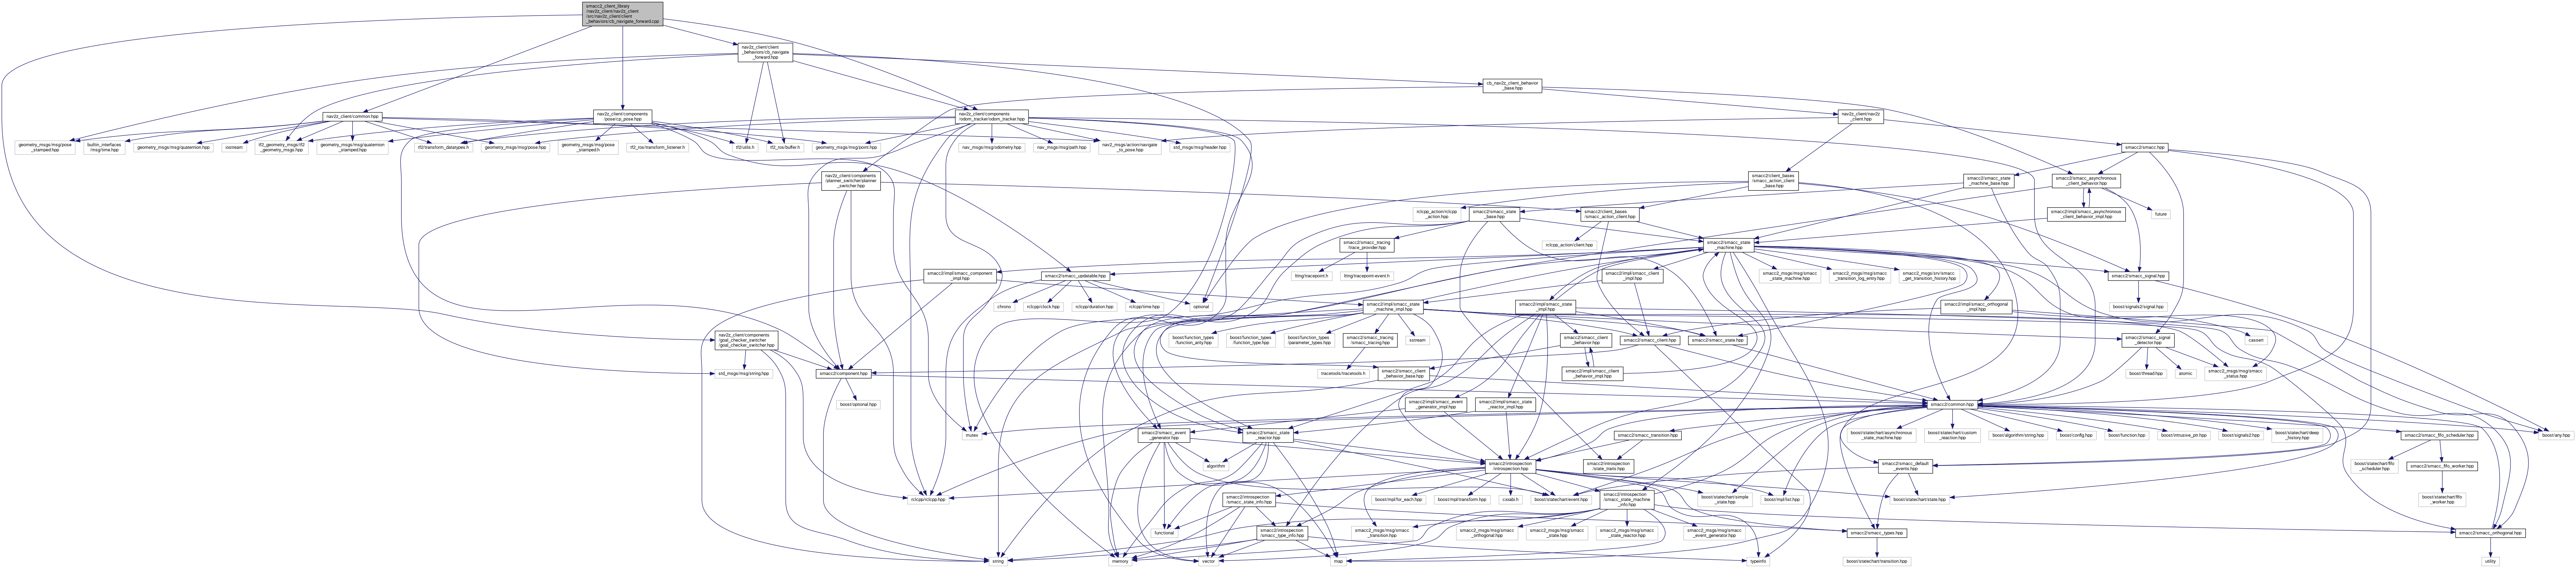 smacc2_client_library
/nav2z_client/nav2z_client
/src/nav2z_client/client
_behaviors/cb_navigate_forward.cpp
nav2z_client/client
_behaviors/cb_navigate
_forward.hpp
cb_nav2z_client_behavior
_base.hpp
nav2z_client/common.hpp
nav2z_client/components
/pose/cp_pose.hpp
nav2z_client/components
/odom_tracker/odom_tracker.hpp
nav2z_client/nav2z
_client.hpp
geometry_msgs/msg/pose
_stamped.hpp
builtin_interfaces
/msg/time.hpp
geometry_msgs/msg/quaternion.hpp
iostream
tf2_geometry_msgs/tf2
_geometry_msgs.hpp
geometry_msgs/msg/quaternion
_stamped.hpp
tf2/transform_datatypes.h
geometry_msgs/msg/pose.hpp
geometry_msgs/msg/pose
_stamped.h
tf2_ros/transform_listener.h
tf2/utils.h
tf2_ros/buffer.h
geometry_msgs/msg/point.hpp
nav_msgs/msg/odometry.hpp
nav_msgs/msg/path.hpp
nav2_msgs/action/navigate
_to_pose.hpp
std_msgs/msg/header.hpp
smacc2/smacc.hpp
nav2z_client/components
/planner_switcher/planner
_switcher.hpp
smacc2/client_bases
/smacc_action_client
_base.hpp
smacc2/smacc_state
_machine_base.hpp
smacc2/smacc_asynchronous
_client_behavior.hpp
rclcpp_action/rclcpp
_action.hpp
smacc2/smacc_state
_base.hpp
smacc2/client_bases
/smacc_action_client.hpp
smacc2/impl/smacc_asynchronous
_client_behavior_impl.hpp
future
smacc2/smacc_tracing
/trace_provider.hpp
rclcpp_action/client.hpp
smacc2/smacc_state
_machine.hpp
smacc2/impl/smacc_component
_impl.hpp
smacc2/smacc_updatable.hpp
lttng/tracepoint.h
lttng/tracepoint-event.h
smacc2/impl/smacc_client
_impl.hpp
smacc2_msgs/msg/smacc
_state_machine.hpp
smacc2_msgs/msg/smacc
_transition_log_entry.hpp
smacc2_msgs/srv/smacc
_get_transition_history.hpp
smacc2/smacc_signal.hpp
chrono
rclcpp/clock.hpp
rclcpp/duration.hpp
rclcpp/time.hpp
optional
smacc2/impl/smacc_state
_machine_impl.hpp
smacc2/impl/smacc_state
_impl.hpp
smacc2/impl/smacc_orthogonal
_impl.hpp
boost/signals2/signal.hpp
nav2z_client/components
/goal_checker_switcher
/goal_checker_switcher.hpp
boost/function_types
/function_arity.hpp
boost/function_types
/function_type.hpp
boost/function_types
/parameter_types.hpp
smacc2/smacc_tracing
/smacc_tracing.hpp
sstream
smacc2/smacc_client
_behavior.hpp
smacc2/smacc_client.hpp
smacc2/smacc_state.hpp
cassert
smacc2/smacc_signal
_detector.hpp
std_msgs/msg/string.hpp
smacc2/component.hpp
tracetools/tracetools.h
smacc2/smacc_client
_behavior_base.hpp
smacc2/impl/smacc_client
_behavior_impl.hpp
boost/thread.hpp
atomic
smacc2_msgs/msg/smacc
_status.hpp
boost/optional.hpp
smacc2/impl/smacc_event
_generator_impl.hpp
smacc2/impl/smacc_state
_reactor_impl.hpp
smacc2/common.hpp
mutex
smacc2/smacc_event
_generator.hpp
smacc2/smacc_state
_reactor.hpp
smacc2/smacc_transition.hpp
boost/statechart/asynchronous
_state_machine.hpp
boost/statechart/custom
_reaction.hpp
boost/algorithm/string.hpp
boost/config.hpp
boost/function.hpp
boost/intrusive_ptr.hpp
boost/signals2.hpp
boost/statechart/deep
_history.hpp
smacc2/smacc_fifo_scheduler.hpp
boost/any.hpp
algorithm
smacc2/introspection
/introspection.hpp
smacc2/introspection
/state_traits.hpp
smacc2/smacc_default
_events.hpp
boost/statechart/fifo
_scheduler.hpp
smacc2/smacc_fifo_worker.hpp
rclcpp/rclcpp.hpp
smacc2/introspection
/smacc_state_info.hpp
boost/mpl/for_each.hpp
boost/mpl/transform.hpp
cxxabi.h
boost/statechart/event.hpp
smacc2/introspection
/smacc_state_machine
_info.hpp
boost/statechart/simple
_state.hpp
boost/mpl/list.hpp
boost/statechart/state.hpp
boost/statechart/fifo
_worker.hpp
functional
smacc2/introspection
/smacc_type_info.hpp
smacc2_msgs/msg/smacc
_transition.hpp
smacc2_msgs/msg/smacc
_orthogonal.hpp
smacc2_msgs/msg/smacc
_state.hpp
smacc2_msgs/msg/smacc
_state_reactor.hpp
smacc2_msgs/msg/smacc
_event_generator.hpp
smacc2/smacc_types.hpp
smacc2/smacc_orthogonal.hpp
string
memory
vector
map
typeinfo
boost/statechart/transition.hpp
utility